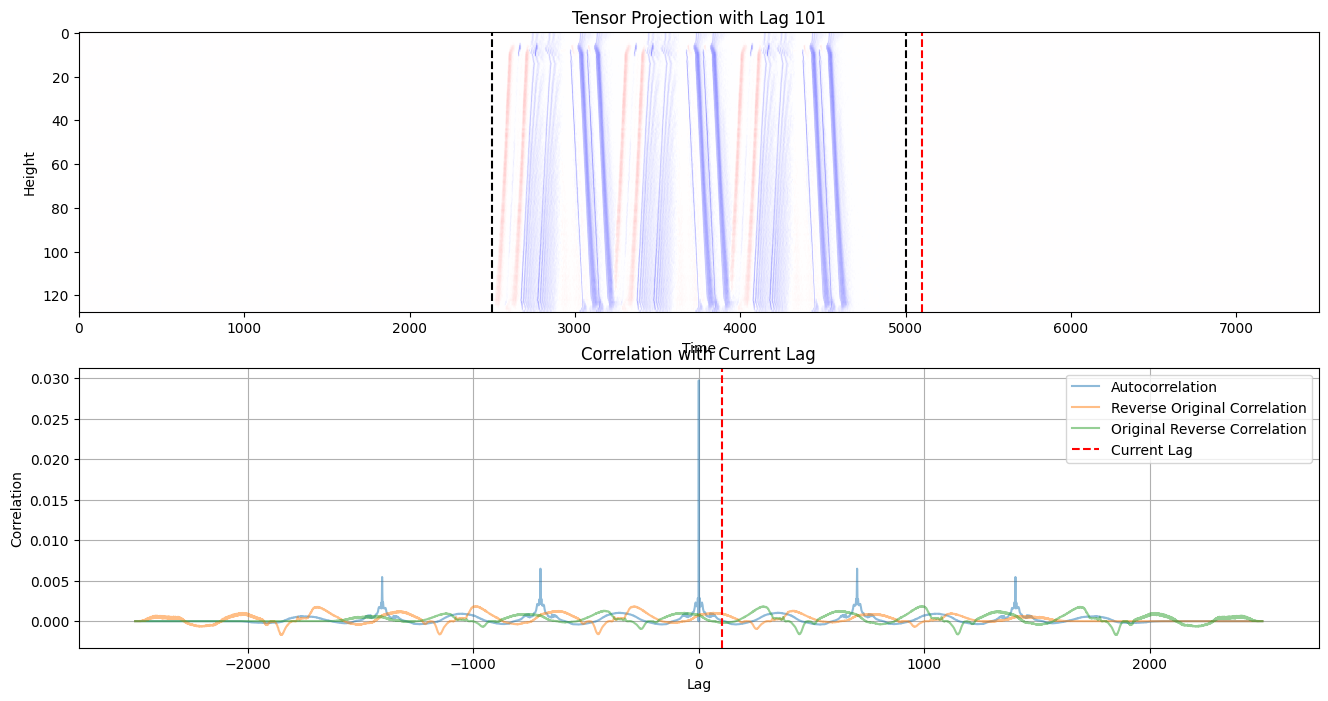 Tensor Projection with Lag 101
Height
0
20
40
60
80
100
120
0 1000 2000 3000 4000 5000 6000 7000
Time
Correlation with Current Lag
Correlation
0.030
0.025
0.020
0.015
0.010
0.005
0.000
Autocorrelation
Reverse Original Correlation
Original Reverse Correlation
Current Lag
−2000 −1000 0 1000 2000
Lag